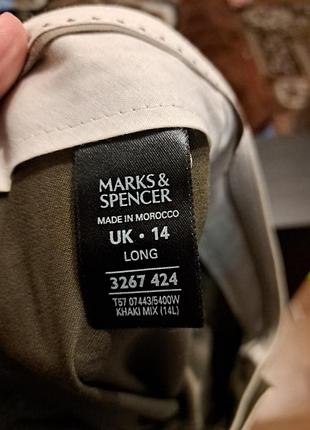 MARKS &
SPENCER
MADE IN MOROCCO
UK • 14
LONG
3267 424
T57 07443/5400W
KHAKI MIX (14L)